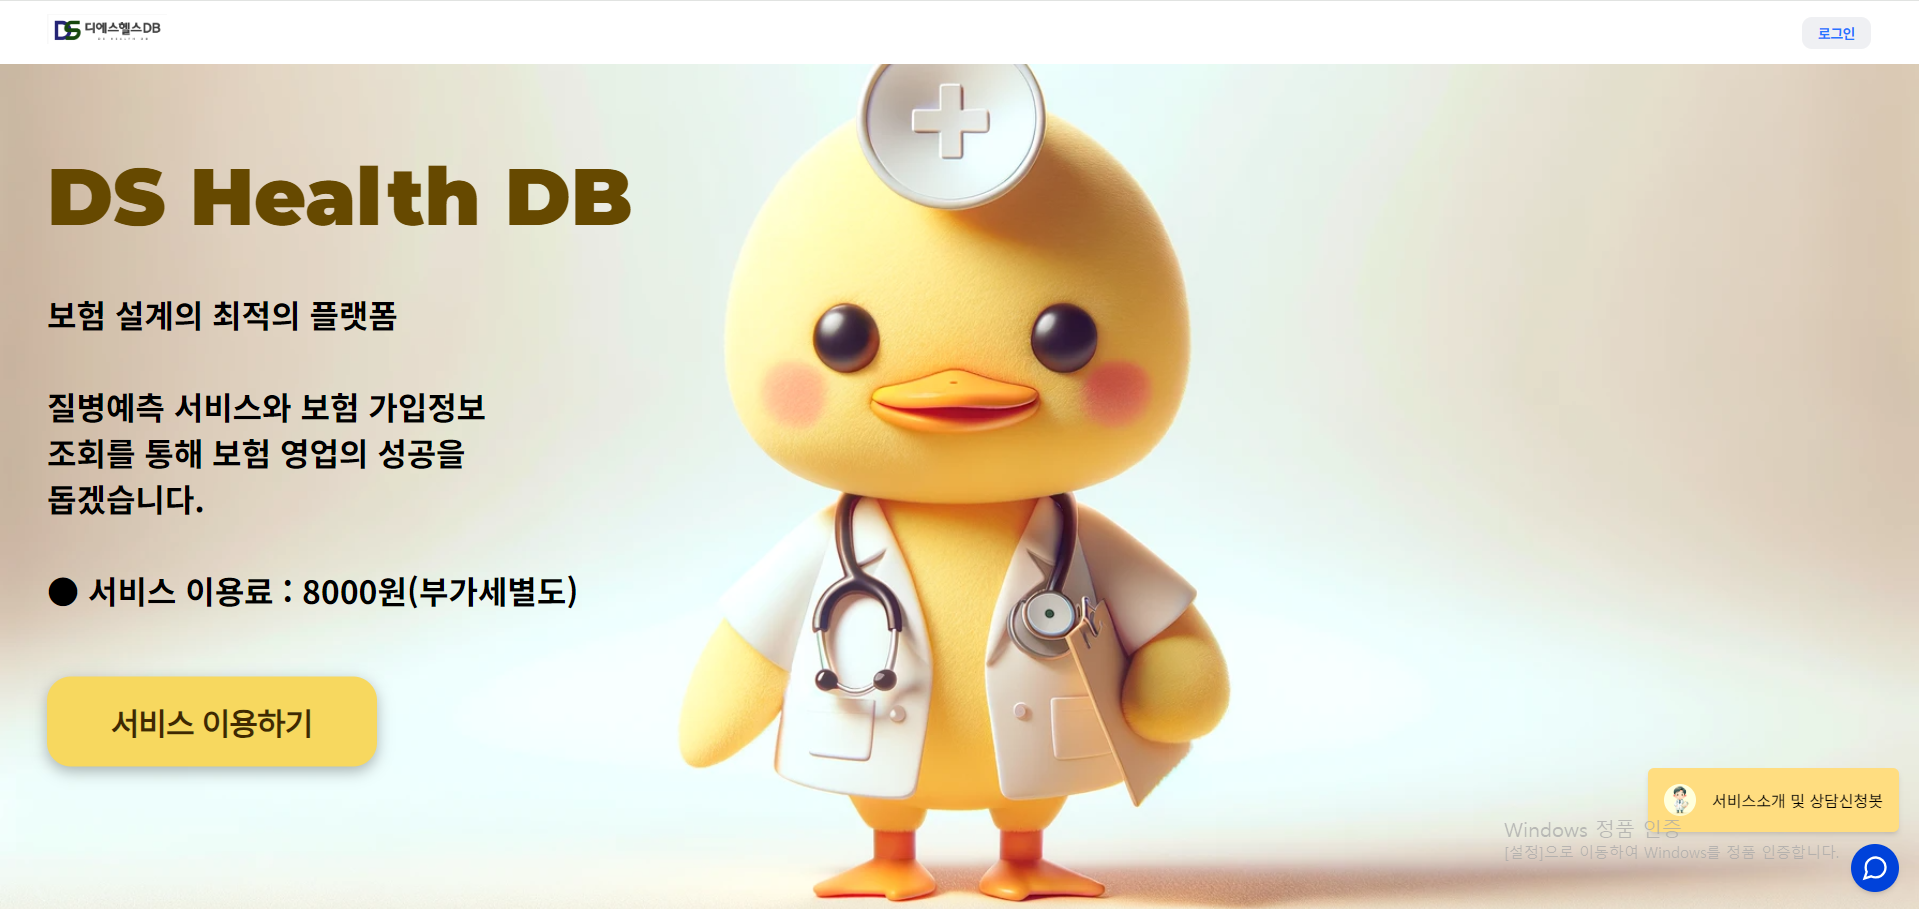 DS 디에스헬스DB
DS HEALTH DB
로그인
DS Health DB
보험 설계의 최적의 플랫폼
질병예측 서비스와 보험 가입정보
조회를 통해 보험 영업의 성공을
돕겠습니다.
● 서비스 이용료 : 8000원(부가세별도)
서비스 이용하기
서비스소개 및 상담신청봇
Windows 정품 인증
[설정]으로 이동하여 Windows를 정품 인증합니다.